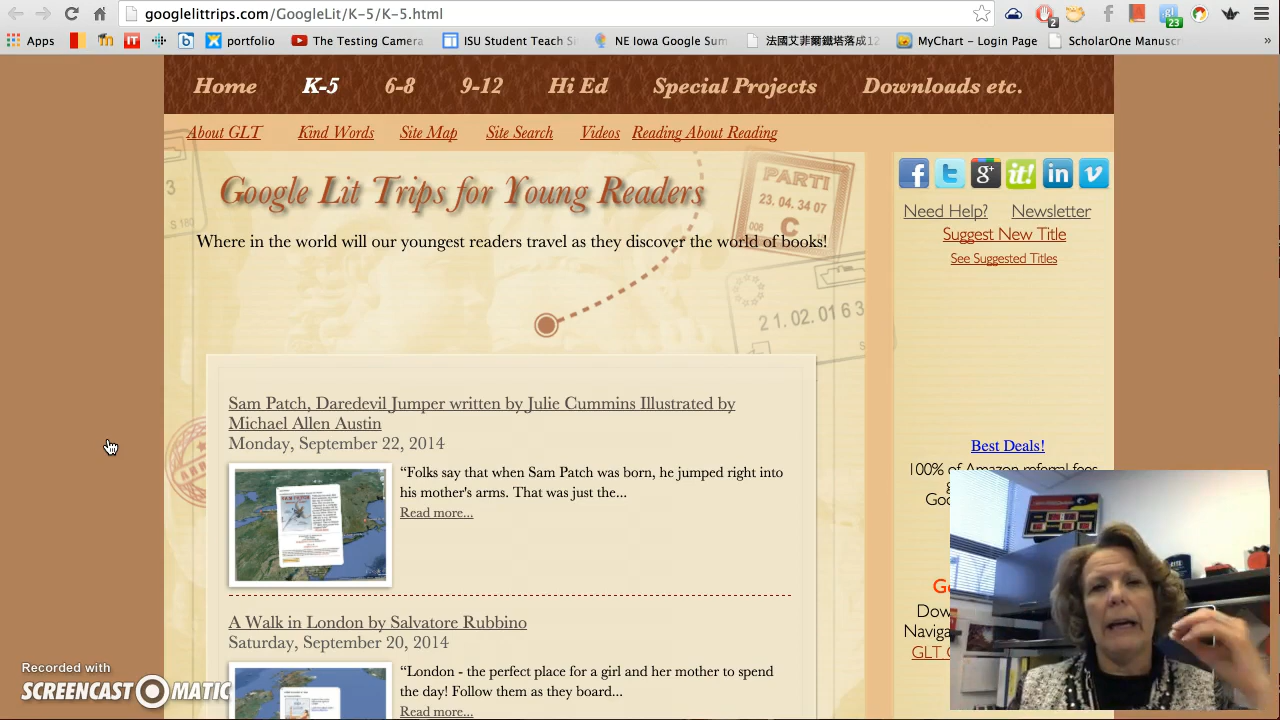 googlelittrips.com/GoogleLit/K-5/K-5.html
2
23
Apps portfolio The Testing Camera ISU Student Teach NE Iowa Google Sum 法國艾菲爾鐵塔落成12 MyChart - Login Page ScholarOne Manuscr »
Home K-5 6-8 9-12 Hi Ed Special Projects Downloads etc.
About GLT Kind Words Site Map Site Search Videos Reading About Reading
Google Lit Trips for Young Readers
PARTI
23. 04. 34 07
C
Where in the world will our youngest readers travel as they discover the world of books!
21. 02. 01 6 3
3
S 180
Need Help? Newsletter
Suggest New Title
See Suggested Titles
Sam Patch, Daredevil Jumper written by Julie Cummins Illustrated by
Michael Allen Austin
Monday, September 22, 2014
“Folks say that when Sam Patch was born, he jumped right into
his mother's arms. That was just the...
Read more...
A Walk in London by Salvatore Rubbino
Saturday, September 20, 2014
“London - the perfect place for a girl and her mother to spend
the day! Follow them as they board...
Read more...
Best Deals!
100% of Amazon referral fees
Goo
Go
Dow
Naviga
GLT
Recorded with
SCREENCAST MATIC